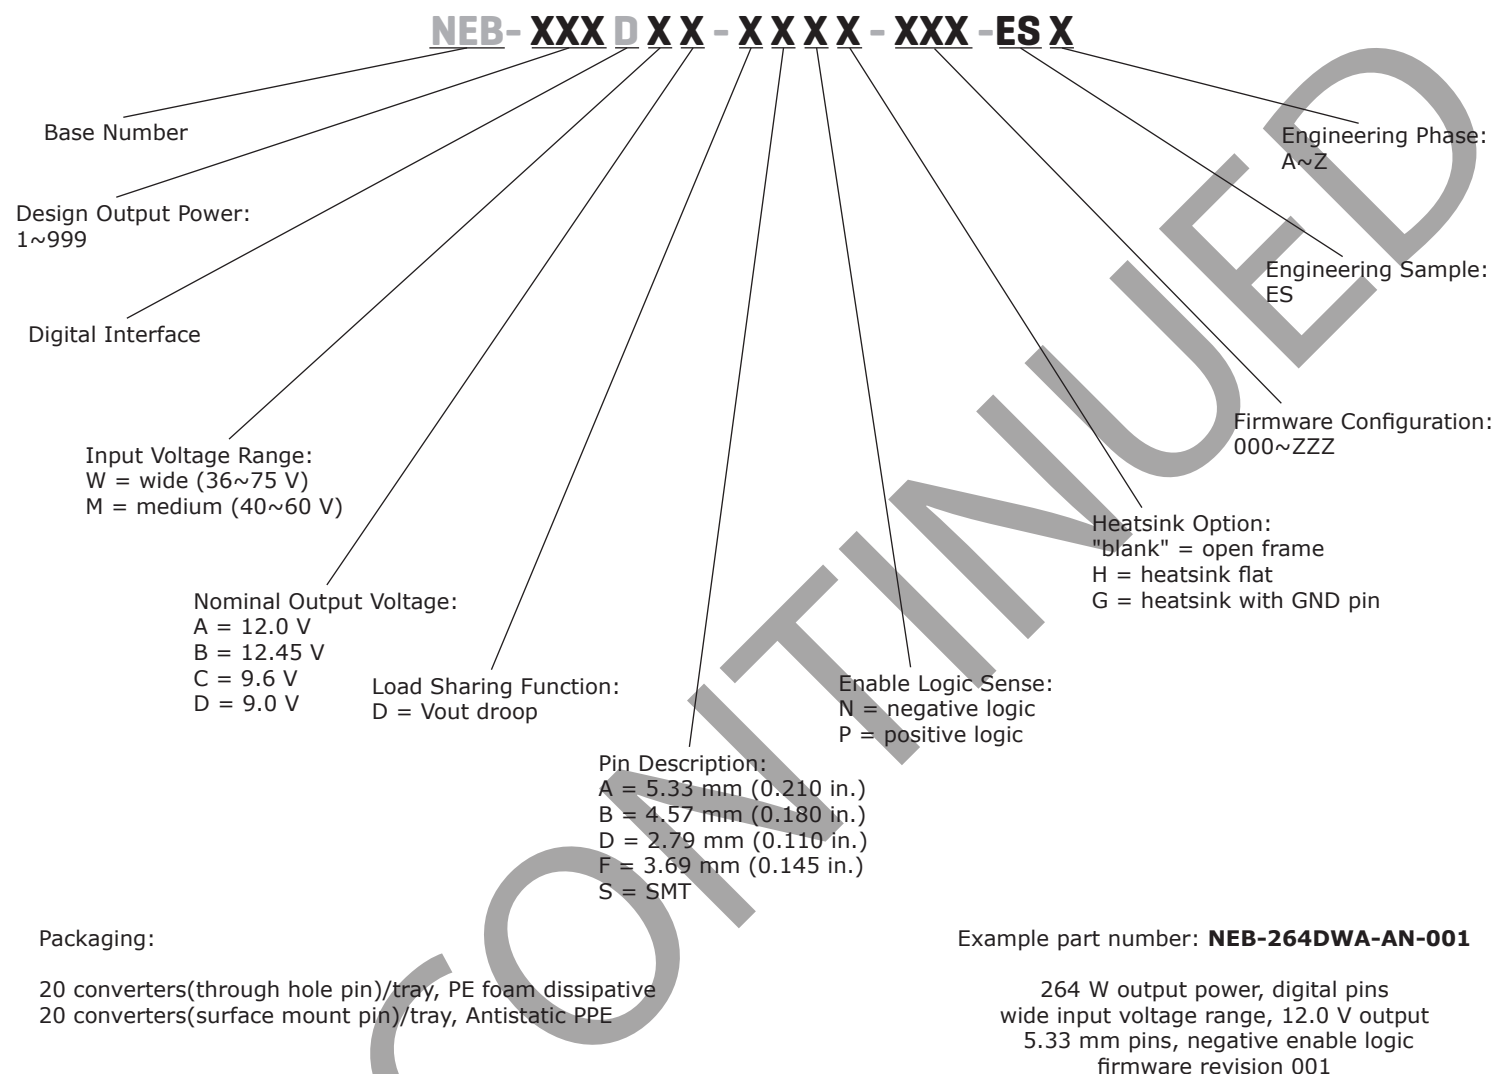 NEB- XXX D X X - X X X X - XXX -ES X
Base Number
Engineering Phase:
A~Z
Design Output Power:
1~999
Engineering Sample:
ES
Digital Interface
Firmware Configuration:
000~ZZZ
Input Voltage Range:
W = wide (36~75 V)
M = medium (40~60 V)
Heatsink Option:
"blank" = open frame
H = heatsink flat
G = heatsink with GND pin
Nominal Output Voltage:
A = 12.0 V
B = 12.45 V
C = 9.6 V
D = 9.0 V
Load Sharing Function:
D = Vout droop
Enable Logic Sense:
N = negative logic
P = positive logic
Pin Description:
A = 5.33 mm (0.210 in.)
B = 4.57 mm (0.180 in.)
D = 2.79 mm (0.110 in.)
F = 3.69 mm (0.145 in.)
S = SMT
Packaging:
20 converters(through hole pin)/tray, PE foam dissipative
20 converters(surface mount pin)/tray, Antistatic PPE
Example part number: NEB-264DWA-AN-001
264 W output power, digital pins
wide input voltage range, 12.0 V output
5.33 mm pins, negative enable logic
firmware revision 001
CONTINUED